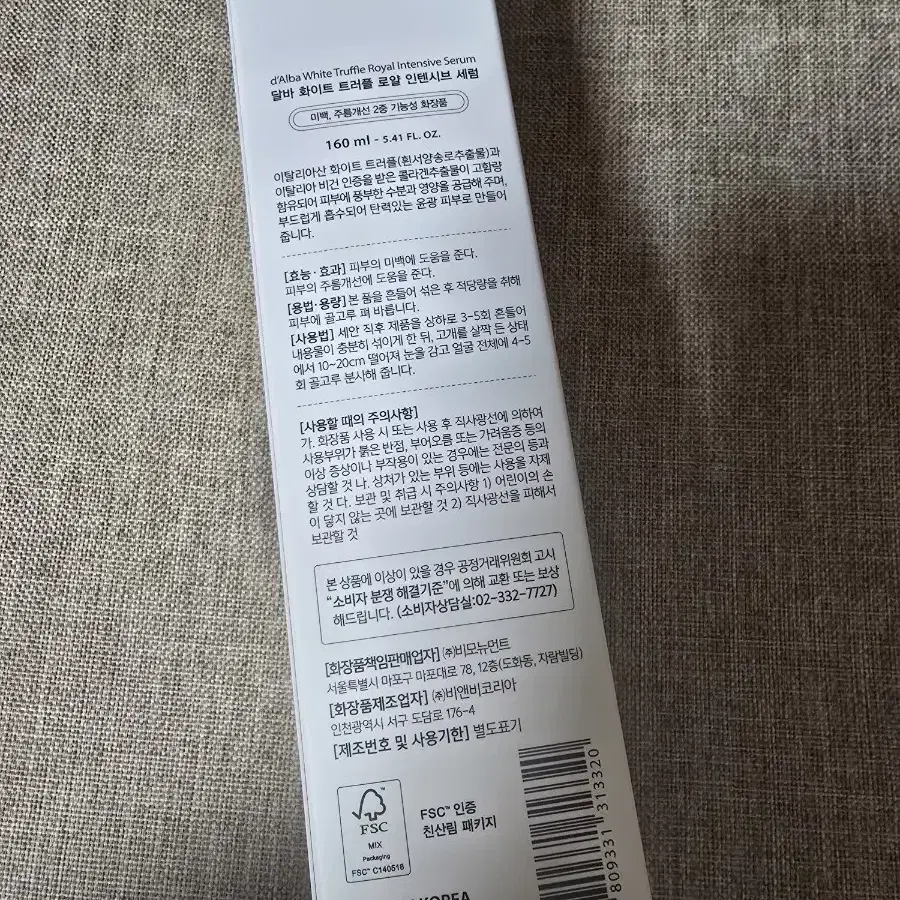 d'Alba White Truffle Royal Intensive Serum
달바 화이트 트러플 로얄 인텐시브 세럼
미백, 주름개선 2중 기능성 화장품
160 ml - 5.41 FL. OZ.
이탈리아산 화이트 트러플(흰서양송로추출물)과
이탈리아 비건 인증을 받은 콜라겐추출물이 고함량
함유되어 피부에 풍부한 수분과 영양을 공급해 주며,
부드럽게 흡수되어 탄력있는 윤광 피부로 만들어
줍니다.
[효능·효과] 피부의 미백에 도움을 준다.
피부의 주름개선에 도움을 준다.
[용법·용량] 본 품을 흔들어 섞은 후 적당량을 취해
피부에 골고루 펴 바릅니다.
[사용법] 세안 직후 제품을 상하로 3-5회 흔들어
내용물이 충분히 섞이게 한 뒤, 고개를 살짝 든 상태
에서 10~20cm 떨어져 눈을 감고 얼굴 전체에 4-5
회 골고루 분사해 줍니다.
[사용할 때의 주의사항]
가. 화장품 사용 시 또는 사용 후 직사광선에 의하여
사용부위가 붉은 반점, 부어오름 또는 가려움증 등의
이상 증상이나 부작용이 있는 경우에는 전문의 등과
상담할 것 나. 상처가 있는 부위 등에는 사용을 자제
할 것 다. 보관 및 취급 시 주의사항 1) 어린이의 손
이 닿지 않는 곳에 보관할 것 2) 직사광선을 피해서
보관할 것
본 상품에 이상이 있을 경우 공정거래위원회 고시
"소비자 분쟁 해결기준"에 의해 교환 또는 보상
해드립니다. (소비자상담실:02-332-7727)
[화장품책임판매업자] ㈜비모뉴먼트
서울특별시 마포구 마포대로 78, 12층(도화동, 자람빌딩)
[화장품제조업자] ㈜비앤비코리아
인천광역시 서구 도담로 176-4
[제조번호 및 사용기한] 별도표기
FSC
MIX
Packaging
FSC™ C140518
FSC™ 인증
친산림 패키지
809331 313320
KOREA